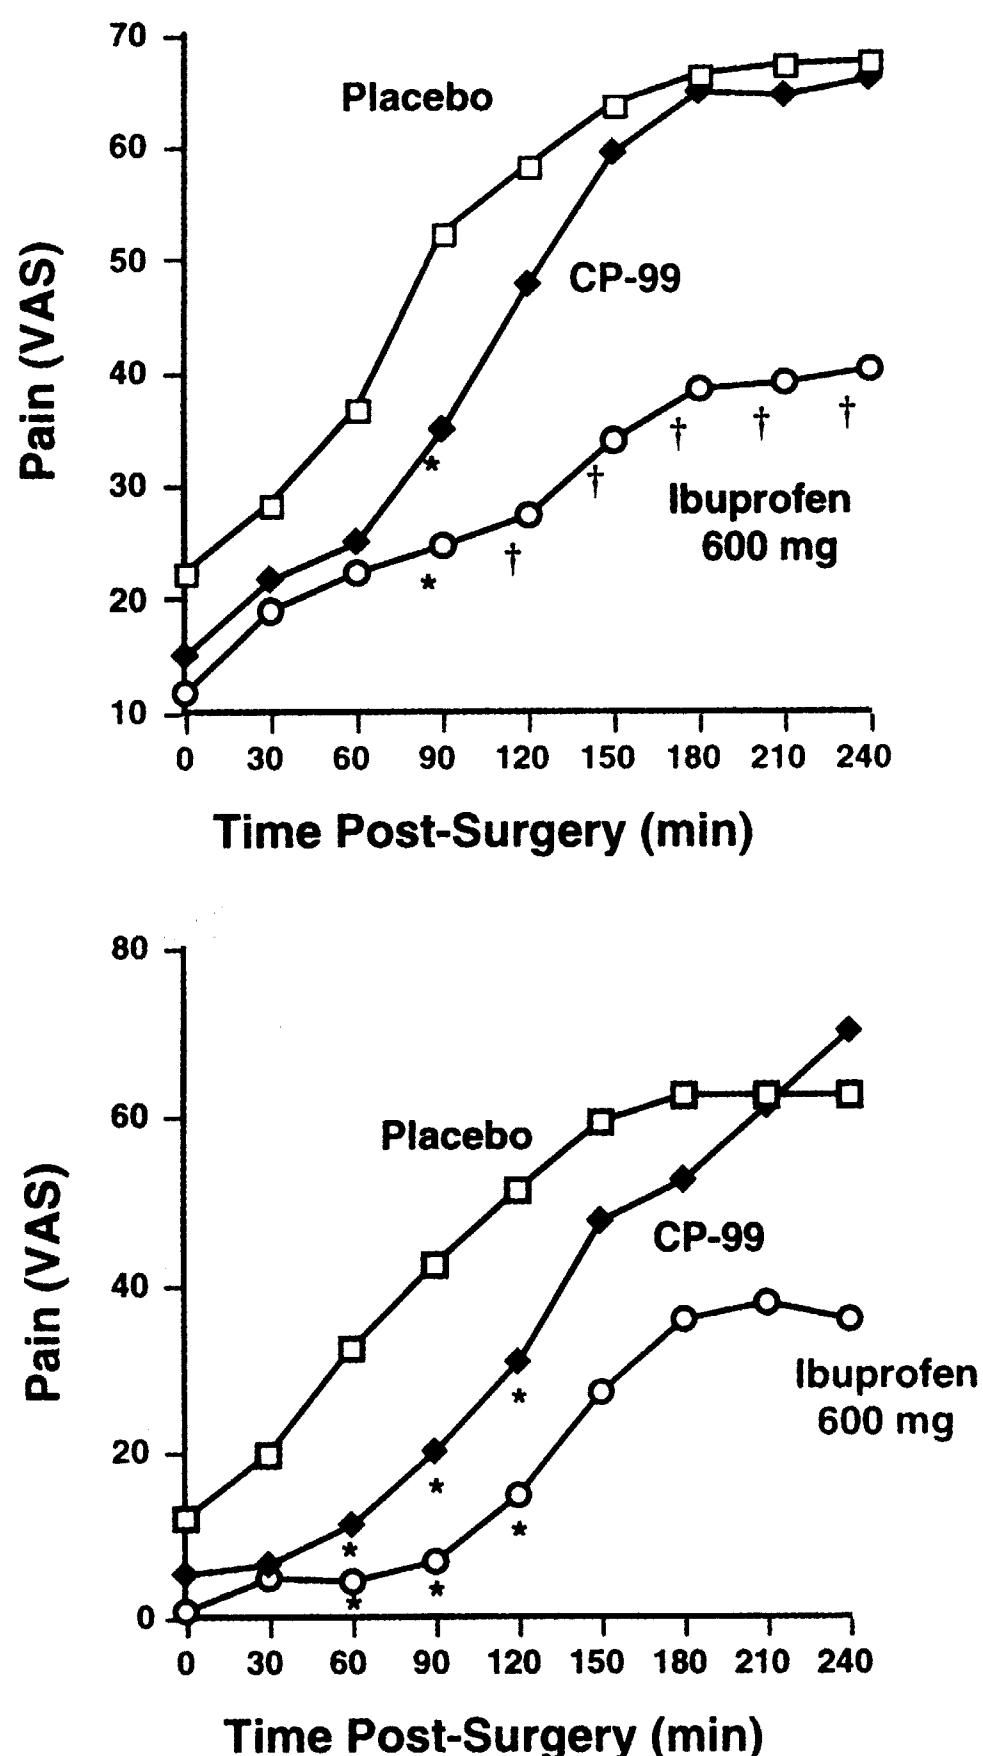 70
Placebo
60
50
CP-99
40
†
†
†
*
30
†
Ibuprofen
600 mg
†
*
20
10
0 30 60 90 120 150 180 210 240
Pain (VAS)
Time Post-Surgery (min)
80
60
Placebo
CP-99
40
Ibuprofen
600 mg
*
20
*
*
*
*
*
0
0 30 60 90 120 150 180 210 240
Pain (VAS)
Time Post-Surgery (min)